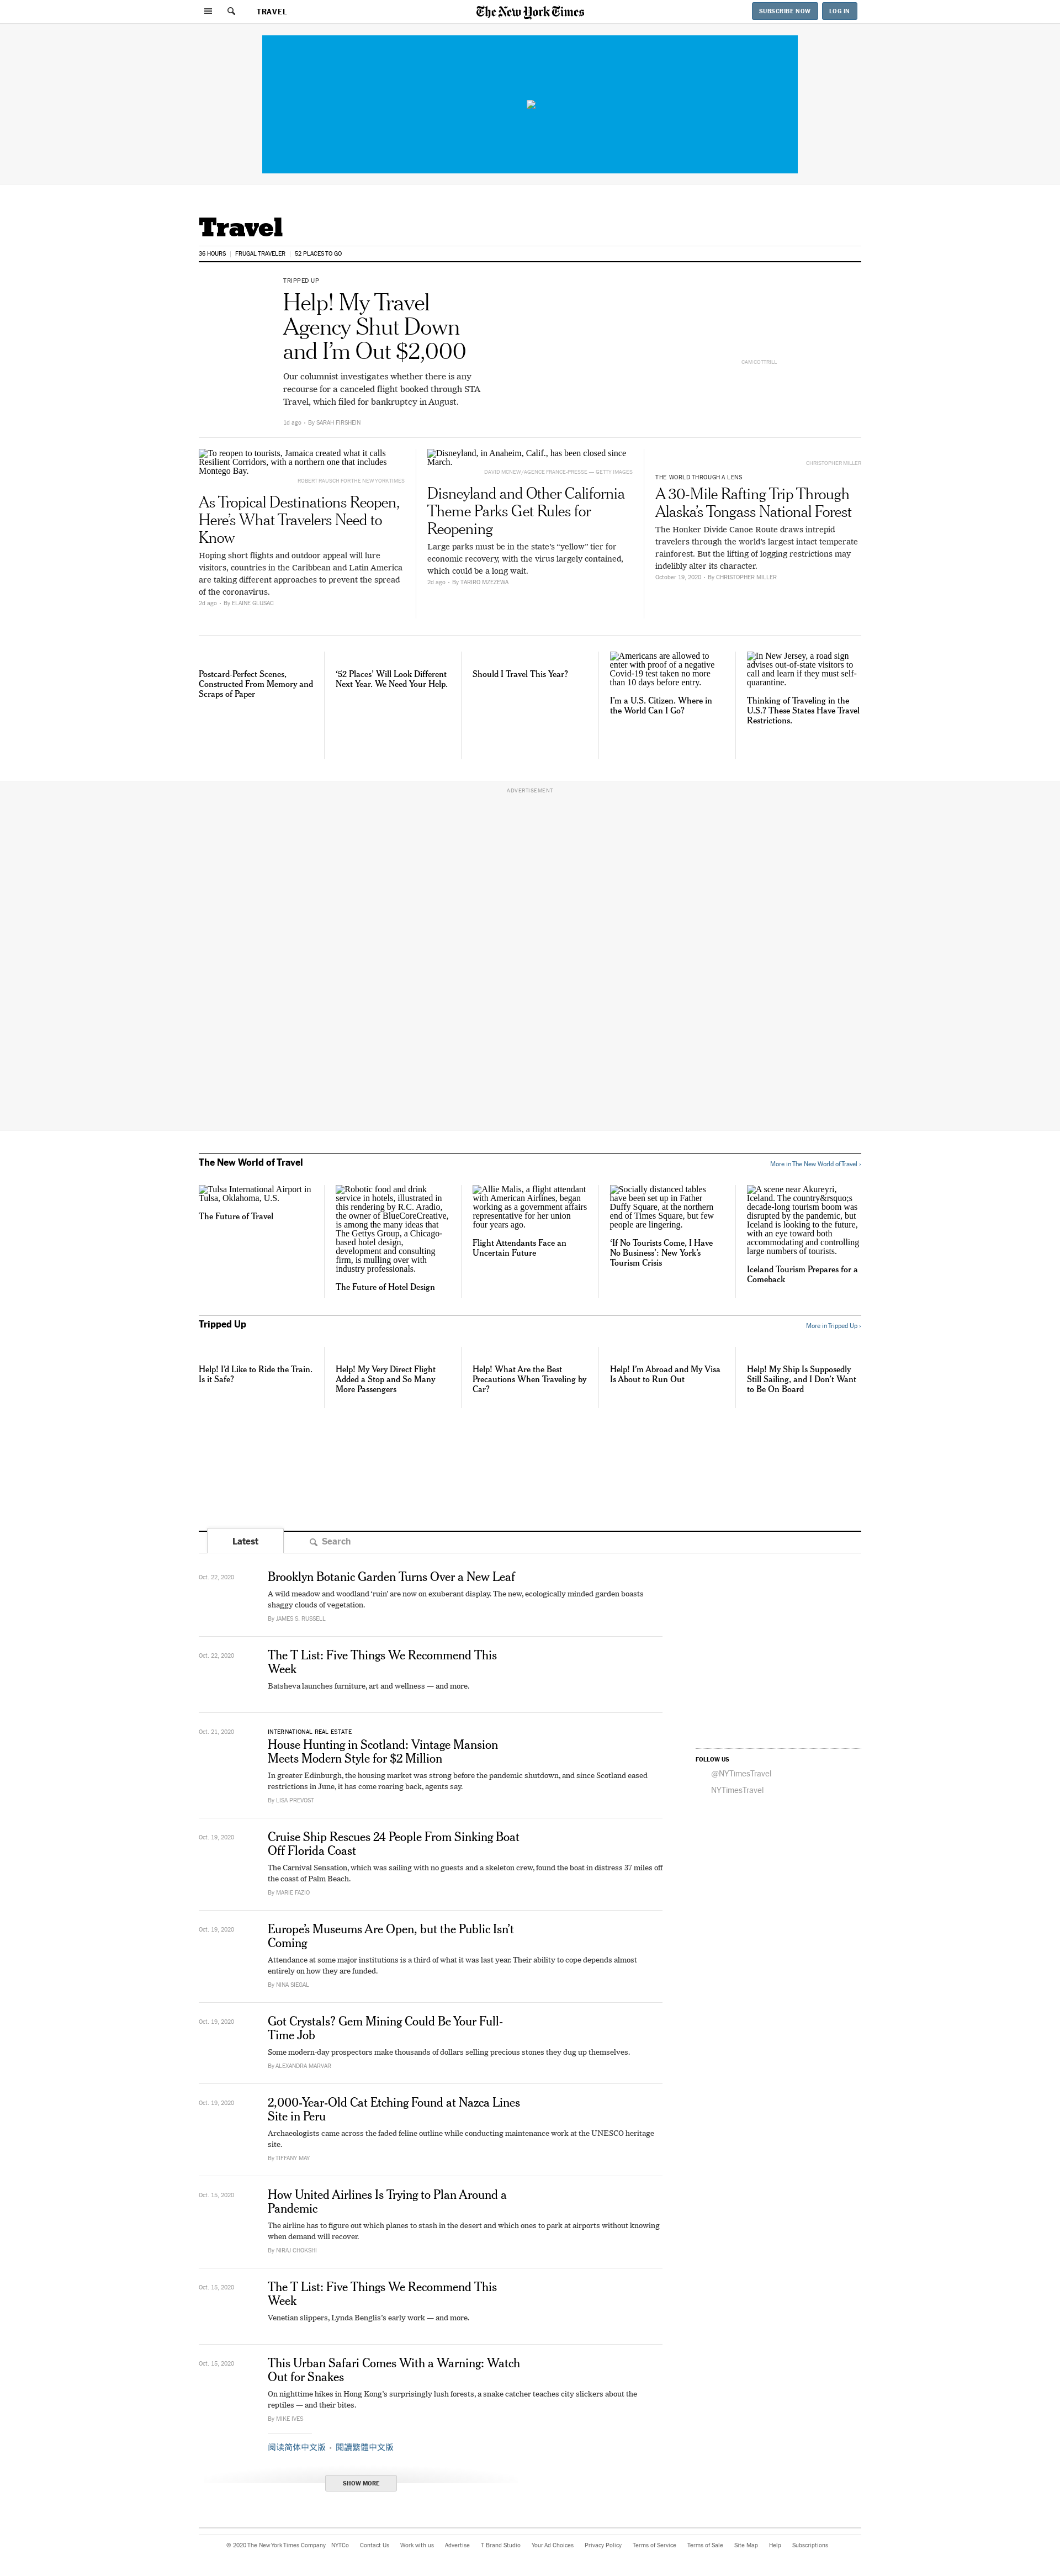 TRAVEL
The New York Times
SUBSCRIBE NOW
LOG IN
Travel
36 HOURS
FRUGAL TRAVELER
52 PLACES TO GO
TRIPPED UP
Help! My Travel
Agency Shut Down
and I’m Out $2,000
Our columnist investigates whether there is any
recourse for a canceled flight booked through STA
Travel, which filed for bankruptcy in August.
1d ago • By SARAH FIRSHEIN
CAM COTTRILL
To reopen to tourists, Jamaica created what it calls
Resilient Corridors, with a northern one that includes
Montego Bay.
ROBERT RAUSCH FOR THE NEW YORK TIMES
As Tropical Destinations Reopen,
Here’s What Travelers Need to
Know
Hoping short flights and outdoor appeal will lure
visitors, countries in the Caribbean and Latin America
are taking different approaches to prevent the spread
of the coronavirus.
2d ago • By ELAINE GLUSAC
Disneyland, in Anaheim, Calif., has been closed since
March.
DAVID MCNEW / AGENCE FRANCE-PRESSE — GETTY IMAGES
Disneyland and Other California
Theme Parks Get Rules for
Reopening
Large parks must be in the state’s “yellow” tier for
economic recovery, with the virus largely contained,
which could be a long wait.
2d ago • By TARIRO MZEZEWA
CHRISTOPHER MILLER
THE WORLD THROUGH A LENS
A 30-Mile Rafting Trip Through
Alaska’s Tongass National Forest
The Honker Divide Canoe Route draws intrepid
travelers through the world’s largest intact temperate
rainforest. But the lifting of logging restrictions may
indelibly alter its character.
October 19, 2020 • By CHRISTOPHER MILLER
Postcard-Perfect Scenes,
Constructed From Memory and
Scraps of Paper
‘52 Places’ Will Look Different
Next Year. We Need Your Help.
Should I Travel This Year?
Americans are allowed to
enter with proof of a negative
Covid-19 test taken no more
than 10 days before entry.
I’m a U.S. Citizen. Where in
the World Can I Go?
In New Jersey, a road sign
advises out-of-state visitors to
call and learn if they must self-
quarantine.
Thinking of Traveling in the
U.S.? These States Have Travel
Restrictions.
ADVERTISEMENT
The New World of Travel
More in The New World of Travel ›
Tulsa International Airport in
Tulsa, Oklahoma, U.S.
The Future of Travel
Robotic food and drink
service in hotels, illustrated in
this rendering by R.C. Aradio,
the owner of BlueCoreCreative,
is among the many ideas that
The Gettys Group, a Chicago-
based hotel design,
development and consulting
firm, is mulling over with
industry professionals.
The Future of Hotel Design
Allie Malis, a flight attendant
with American Airlines, began
working as a government affairs
representative for her union
four years ago.
Flight Attendants Face an
Uncertain Future
Socially distanced tables
have been set up in Father
Duffy Square, at the northern
end of Times Square, but few
people are lingering.
‘If No Tourists Come, I Have
No Business’: New York’s
Tourism Crisis
A scene near Akureyri,
Iceland. The country&rsquo;s
decade-long tourism boom was
disrupted by the pandemic, but
Iceland is looking to the future,
with an eye toward both
accommodating and controlling
large numbers of tourists.
Iceland Tourism Prepares for a
Comeback
Tripped Up
More in Tripped Up ›
Help! I’d Like to Ride the Train.
Is it Safe?
Help! My Very Direct Flight
Added a Stop and So Many
More Passengers
Help! What Are the Best
Precautions When Traveling by
Car?
Help! I’m Abroad and My Visa
Is About to Run Out
Help! My Ship Is Supposedly
Still Sailing, and I Don’t Want
to Be On Board
Latest
Search
Oct. 22, 2020
Brooklyn Botanic Garden Turns Over a New Leaf
A wild meadow and woodland ‘ruin’ are now on exuberant display. The new, ecologically minded garden boasts
shaggy clouds of vegetation.
By JAMES S. RUSSELL
Oct. 22, 2020
The T List: Five Things We Recommend This
Week
Batsheva launches furniture, art and wellness — and more.
Oct. 21, 2020
INTERNATIONAL REAL ESTATE
House Hunting in Scotland: Vintage Mansion
Meets Modern Style for $2 Million
In greater Edinburgh, the housing market was strong before the pandemic shutdown, and since Scotland eased
restrictions in June, it has come roaring back, agents say.
By LISA PREVOST
FOLLOW US
@NYTimesTravel
NYTimesTravel
Oct. 19, 2020
Cruise Ship Rescues 24 People From Sinking Boat
Off Florida Coast
The Carnival Sensation, which was sailing with no guests and a skeleton crew, found the boat in distress 37 miles off
the coast of Palm Beach.
By MARIE FAZIO
Oct. 19, 2020
Europe’s Museums Are Open, but the Public Isn’t
Coming
Attendance at some major institutions is a third of what it was last year. Their ability to cope depends almost
entirely on how they are funded.
By NINA SIEGAL
Oct. 19, 2020
Got Crystals? Gem Mining Could Be Your Full-
Time Job
Some modern-day prospectors make thousands of dollars selling precious stones they dug up themselves.
By ALEXANDRA MARVAR
Oct. 19, 2020
2,000-Year-Old Cat Etching Found at Nazca Lines
Site in Peru
Archaeologists came across the faded feline outline while conducting maintenance work at the UNESCO heritage
site.
By TIFFANY MAY
Oct. 15, 2020
How United Airlines Is Trying to Plan Around a
Pandemic
The airline has to figure out which planes to stash in the desert and which ones to park at airports without knowing
when demand will recover.
By NIRAJ CHOKSHI
Oct. 15, 2020
The T List: Five Things We Recommend This
Week
Venetian slippers, Lynda Benglis’s early work — and more.
Oct. 15, 2020
This Urban Safari Comes With a Warning: Watch
Out for Snakes
On nighttime hikes in Hong Kong’s surprisingly lush forests, a snake catcher teaches city slickers about the
reptiles — and their bites.
By MIKE IVES
阅读简体中文版 • 閱讀繁體中文版
SHOW MORE
© 2020 The New York Times Company NYTCo Contact Us Work with us Advertise T Brand Studio Your Ad Choices Privacy Policy Terms of Service Terms of Sale Site Map Help Subscriptions